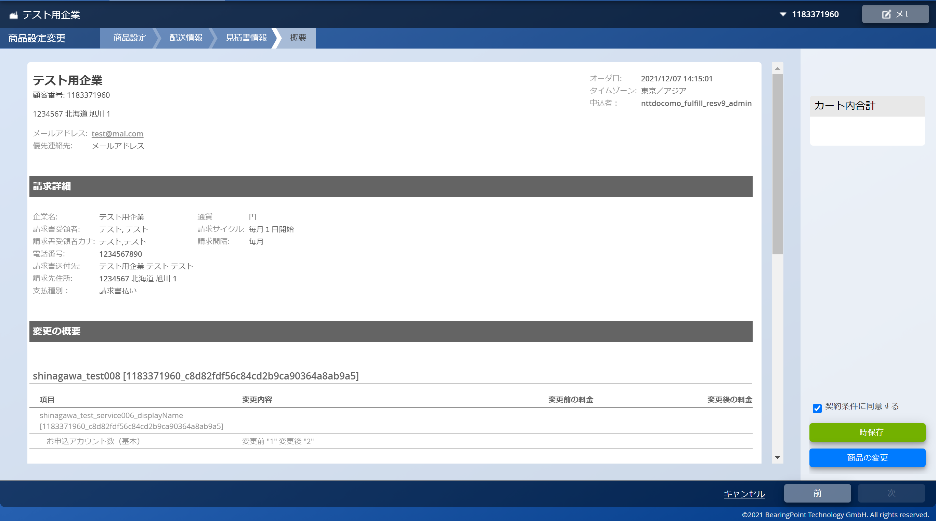 テスト用企業
1183371960
メモ
商品設定変更
商品設定
配送情報
見積書情報
概要
テスト用企業
顧客番号: 1183371960
1234567 北海道 旭川 1
メールアドレス: test@mai.com
優先連絡先: メールアドレス
オーダ日: 2021/12/07 14:15:01
タイムゾーン: 東京／アジア
申込者： nttdocomo_fulfill_resv9_admin
カート内合計
請求詳細
企業名: テスト用企業 通貨 円
請求書受領者: テスト, テスト 請求サイクル: 毎月１日開始
請求書受領者カナ: テスト, テスト 請求間隔: 毎月
電話番号: 1234567890
請求書送付先: テスト用企業 テスト テスト
請求先住所: 1234567 北海道 旭川 1
支払種別： 請求書払い
変更の概要
shinagawa_test008 [1183371960_c8d82fdf56c84cd2b9ca90364a8ab9a5]
項目 変更内容 変更前の料金 変更後の料金
shinagawa_test_service006_displayName
[1183371960_c8d82fdf56c84cd2b9ca90364a8ab9a5]
お申込アカウント数（基本） 変更前 "1" 変更後 "2"
契約条件に同意する
一時保存
商品の変更
キャンセル
前
次
©2021 BearingPoint Technology GmbH. All rights reserved.